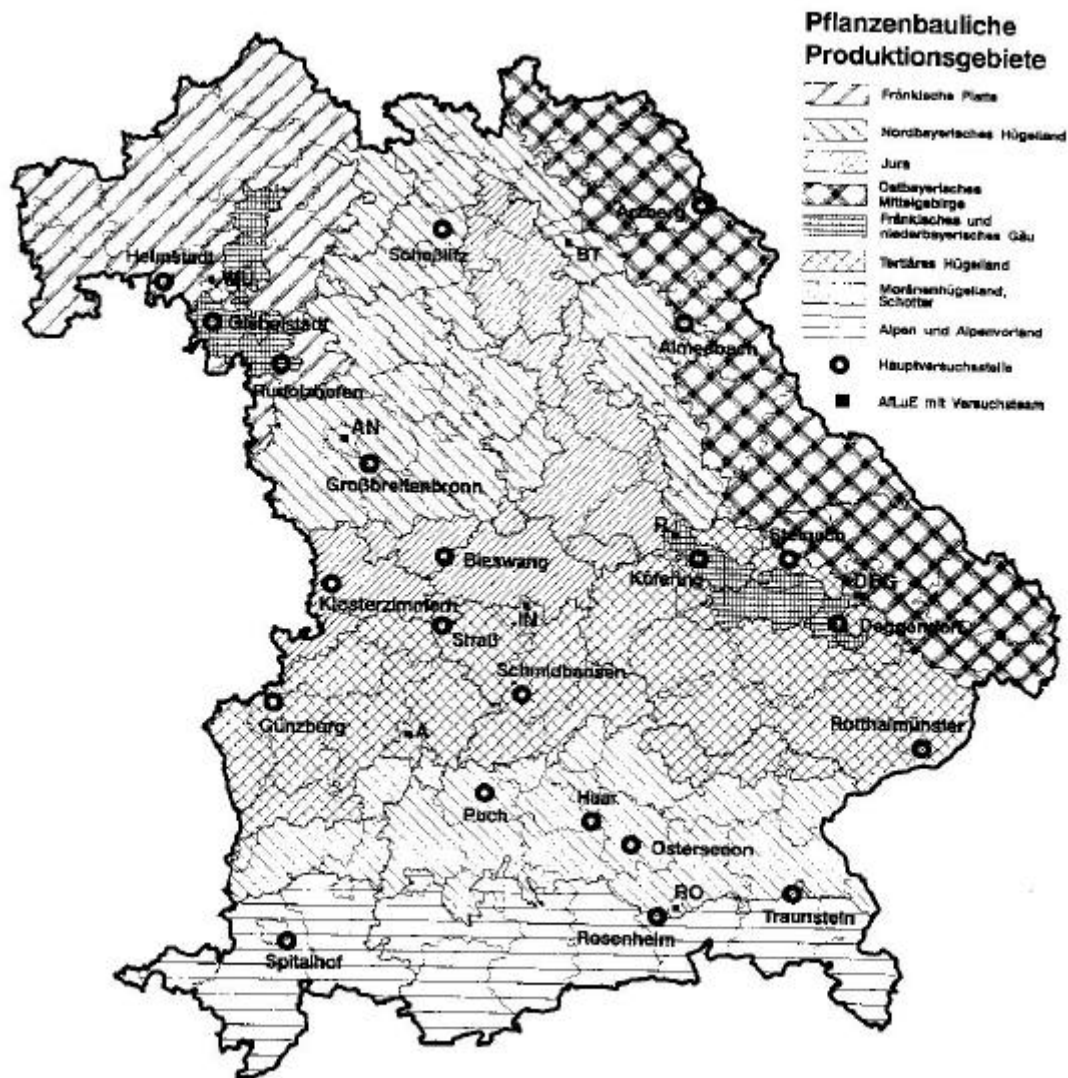 Pflanzenbauliche
Produktionsgebiete
Fränkische Platte
Nordbayerisches Hügelland
Jura
Ostbayerisches
Mittelgebirge
Fränkisches und
niederbayerisches Gäu
Tertiäres Hügelland
Moränenhügelland,
Schotter
Alpen und Alpenvorland
Hauptversuchsstelle
AfLuE mit Versuchsteam
Arzberg
Scheßlitz
BT
Helmstadt
WÜ
Giebelstadt
Almesbach
Rudolzhofen
AN
Großbreitenbronn
R
Steinach
Bieswang
Köfering
DEG
Klosterzimmern
IN
Straß
Deggendorf
Schmidhausen
Günzburg
A
Rotthalmünster
Puch
Haar
Osterseeon
RO
Traunstein
Rosenheim
Spitalhof